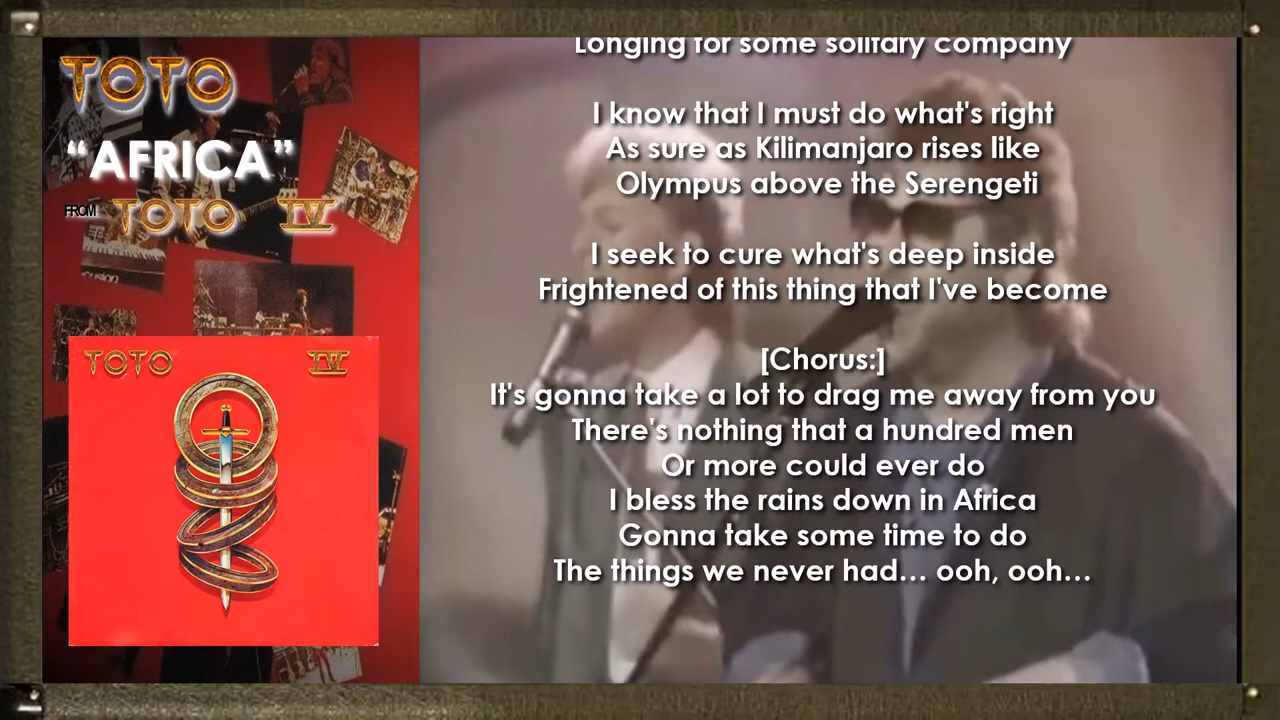 TOTO
“AFRICA”
FROM TOTO IV
TOTO IV
Longing for some solitary company
I know that I must do what's right
As sure as Kilimanjaro rises like
Olympus above the Serengeti
I seek to cure what's deep inside
Frightened of this thing that I've become
[Chorus:]
It's gonna take a lot to drag me away from you
There's nothing that a hundred men
Or more could ever do
I bless the rains down in Africa
Gonna take some time to do
The things we never had... ooh, ooh...